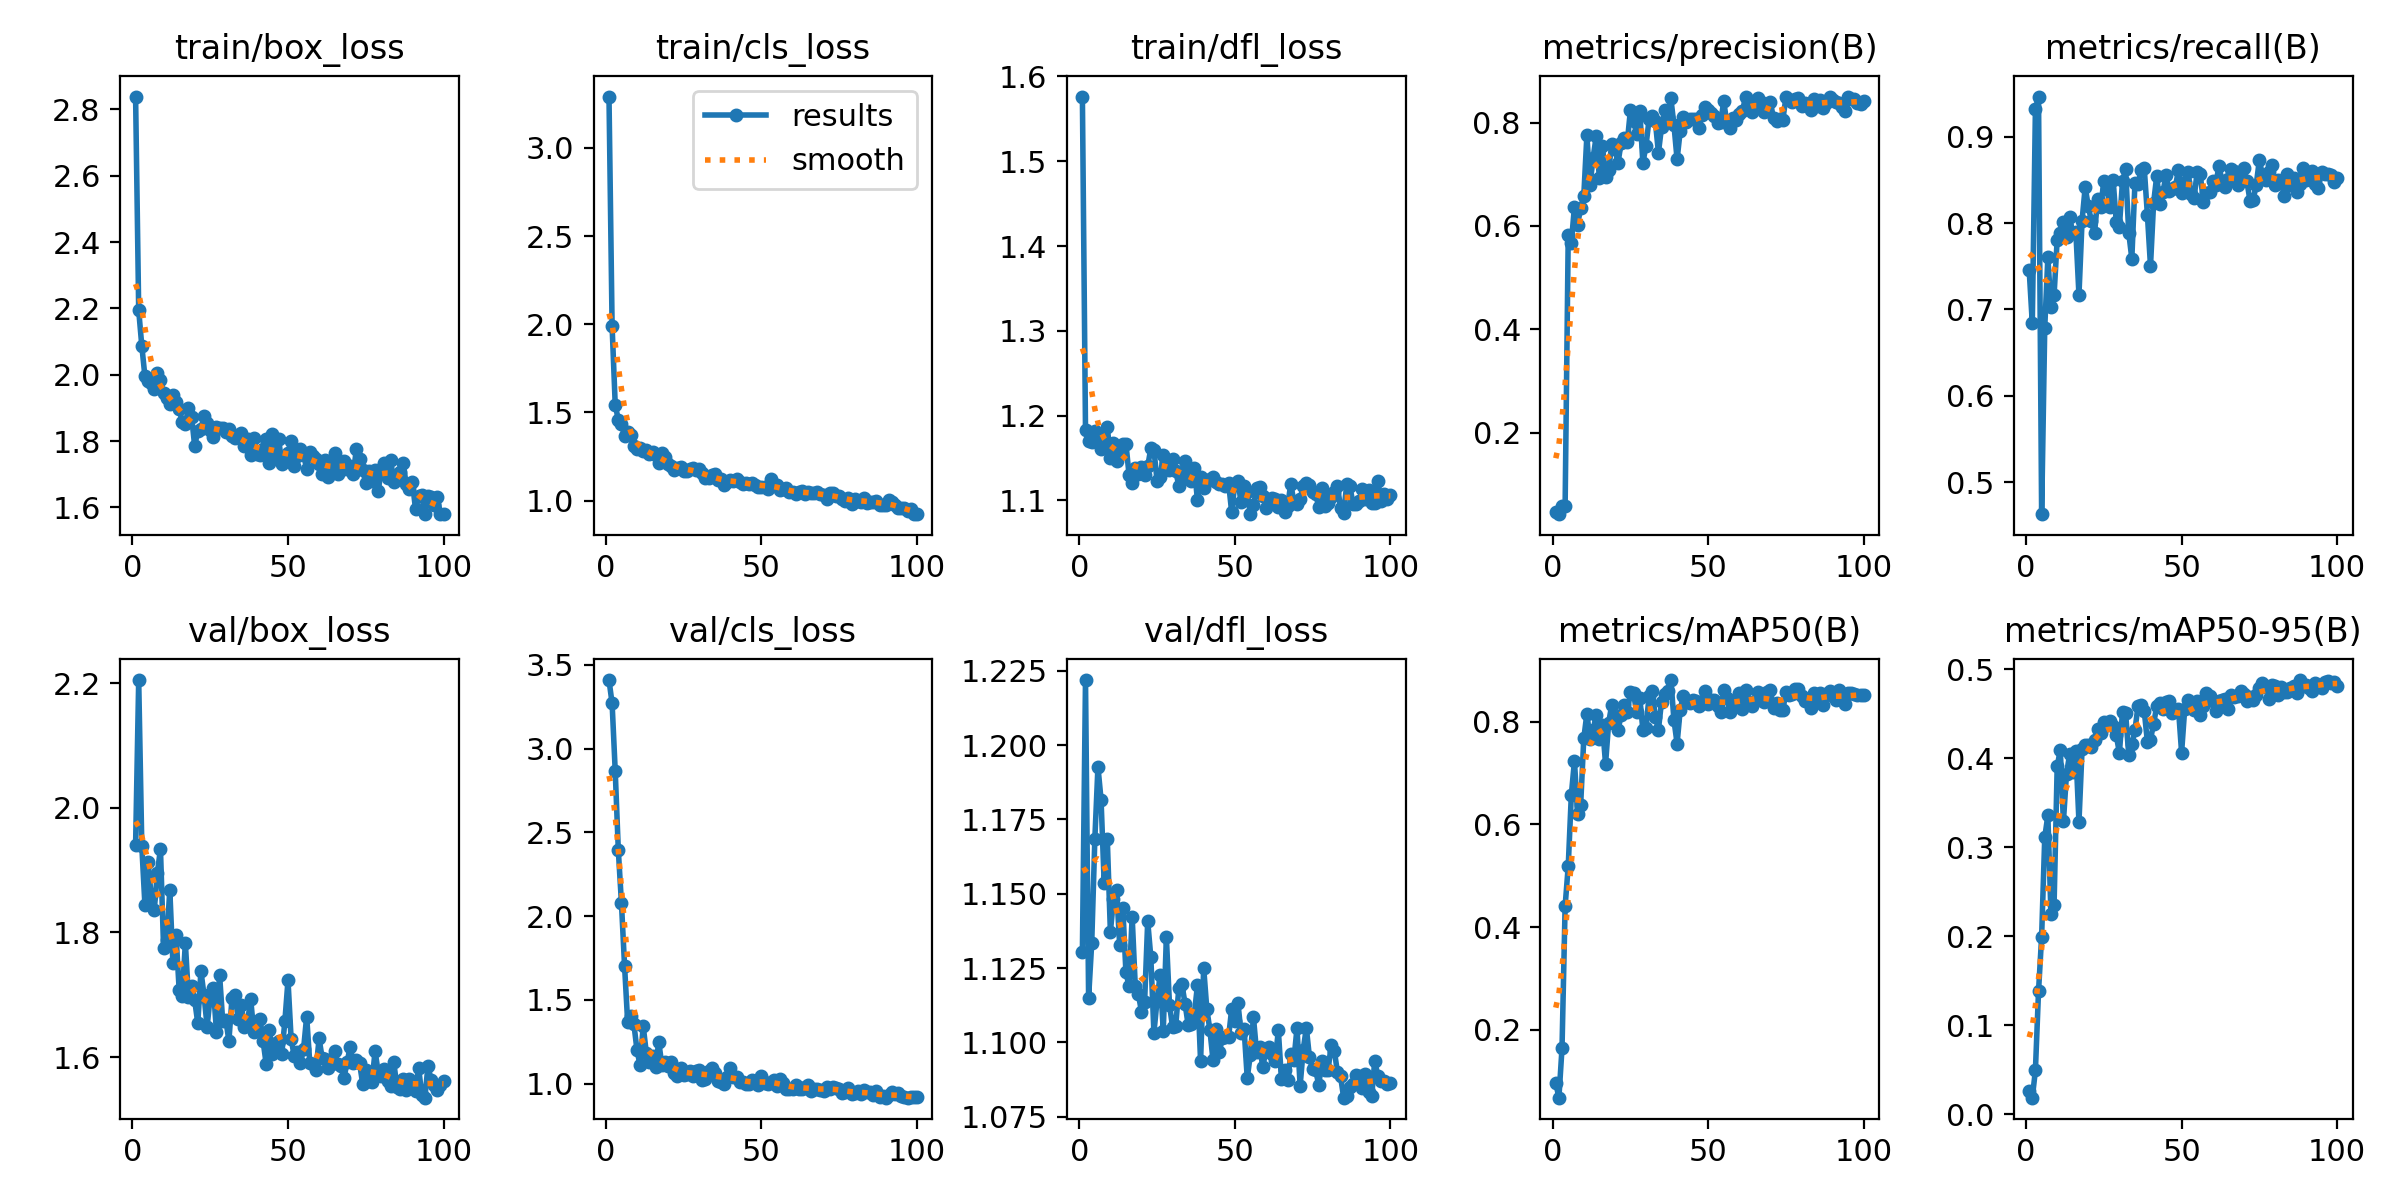 train/box_loss
2.8
2.6
2.4
2.2
2.0
1.8
1.6
0 50 100
train/cls_loss
results
smooth
3.0
2.5
2.0
1.5
1.0
0 50 100
train/dfl_loss
1.6
1.5
1.4
1.3
1.2
1.1
0 50 100
metrics/precision(B)
0.8
0.6
0.4
0.2
0 50 100
metrics/recall(B)
0.9
0.8
0.7
0.6
0.5
0 50 100
val/box_loss
2.2
2.0
1.8
1.6
0 50 100
val/cls_loss
3.5
3.0
2.5
2.0
1.5
1.0
0 50 100
val/dfl_loss
1.225
1.200
1.175
1.150
1.125
1.100
1.075
0 50 100
metrics/mAP50(B)
0.8
0.6
0.4
0.2
0 50 100
metrics/mAP50-95(B)
0.5
0.4
0.3
0.2
0.1
0.0
0 50 100